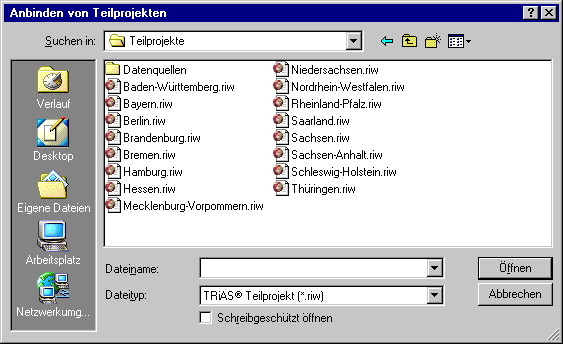 Anbinden von Teilprojekten
Suchen in: Teilprojekte
Verlauf
Desktop
Eigene Dateien
Arbeitsplatz
Netzwerkumg...
Datenquellen
Baden-Württemberg.riw
Bayern.riw
Berlin.riw
Brandenburg.riw
Bremen.riw
Hamburg.riw
Hessen.riw
Mecklenburg-Vorpommern.riw
Niedersachsen.riw
Nordrhein-Westfalen.riw
Rheinland-Pfalz.riw
Saarland.riw
Sachsen.riw
Sachsen-Anhalt.riw
Schleswig-Holstein.riw
Thüringen.riw
Dateiname:
Öffnen
Dateityp: TRiAS® Teilprojekt (*.riw)
Abbrechen
Schreibgeschützt öffnen